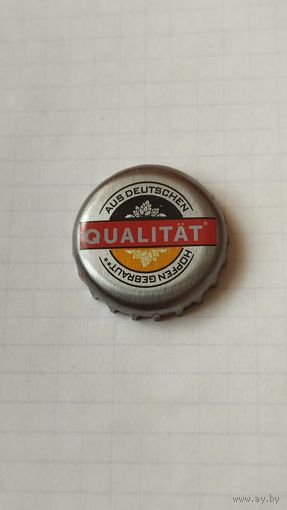 AUS DEUTSCHEN
QUALITÄT*
HOPFEN GEBRAUT**
www.ay.by